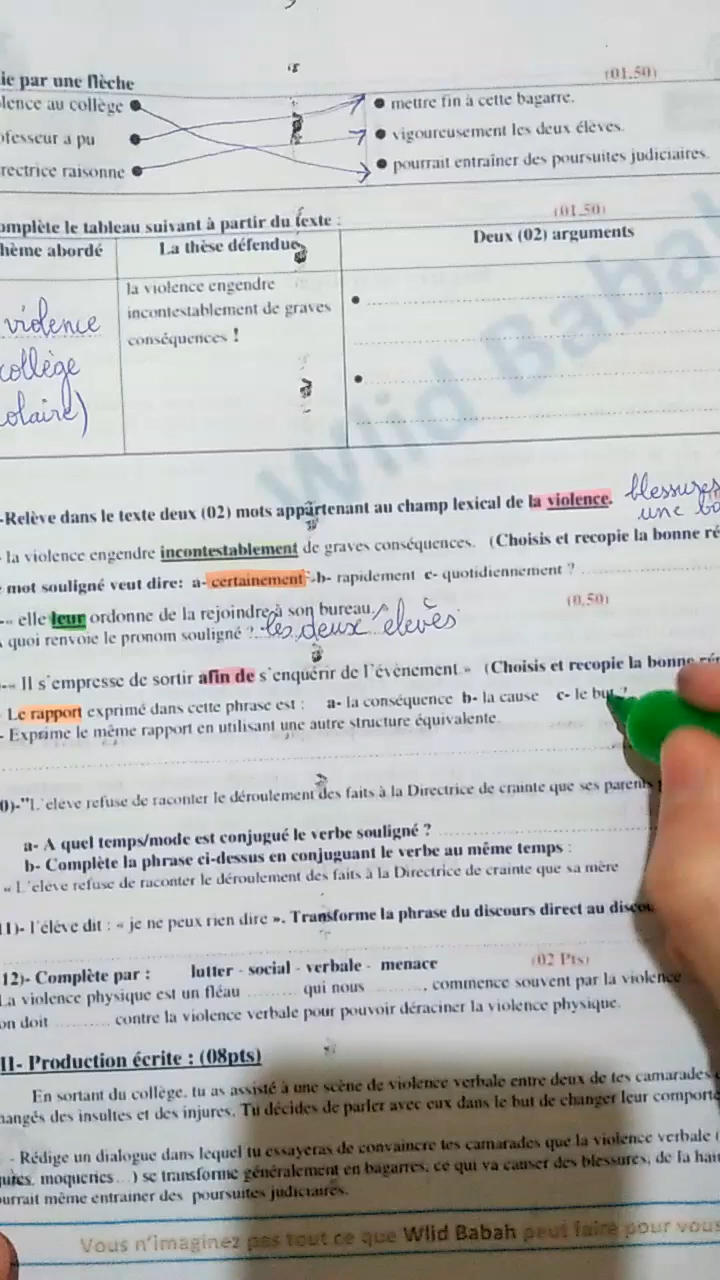 ie par une flèche (01.50)
lence au collège ● ● mettre fin à cette bagarre.
ofesseur a pu ● ● vigoureusement les deux élèves.
rectrice raisonne ● ● pourrait entraîner des poursuites judiciaires.
omplète le tableau suivant à partir du texte : (01.50)
hème abordé La thèse défendue Deux (02) arguments
violence
collège
olaire)
la violence engendre
incontestablement de graves
conséquences !
Wlid Babah
-Relève dans le texte deux (02) mots appartenant au champ lexical de la violence. blessures
une ba
la violence engendre incontestablement de graves conséquences. (Choisis et recopie la bonne ré
mot souligné veut dire: a- certainement -b- rapidement c- quotidiennement ?
-« elle leur ordonne de la rejoindre à son bureau. (0,50)
quoi renvoie le pronom souligné ? les deux elevěs
-« Il s'empresse de sortir afin de s'enquérir de l'évènement » (Choisis et recopie la bonne rép
- Le rapport exprimé dans cette phrase est : a- la conséquence b- la cause c- le but ?
- Exprime le même rapport en utilisant une autre structure équivalente.
0)-"L'élève refuse de raconter le déroulement des faits à la Directrice de crainte que ses parents
a- A quel temps/mode est conjugué le verbe souligné ?
b- Complète la phrase ci-dessus en conjuguant le verbe au même temps :
« L'élève refuse de raconter le déroulement des faits à la Directrice de crainte que sa mère
11)- l'élève dit : « je ne peux rien dire ». Transforme la phrase du discours direct au discou
12)- Complète par : lutter - social - verbale - menace (02 Pts)
La violence physique est un fléau ......... qui nous ........., commence souvent par la violence
on doit .......... contre la violence verbale pour pouvoir déraciner la violence physique.
II- Production écrite : (08pts)
En sortant du collège, tu as assisté à une scène de violence verbale entre deux de tes camarades
hangés des insultes et des injures. Tu décides de parler avec eux dans le but de changer leur comporte
- Rédige un dialogue dans lequel tu essayeras de convaincre tes camarades que la violence verbale (
jures, moqueries...) se transforme généralement en bagarres, ce qui va causer des blessures, de la hai
ourrait même entrainer des poursuites judiciaires.
Vous n'imaginez pas tout ce que Wlid Babah peut faire pour vous